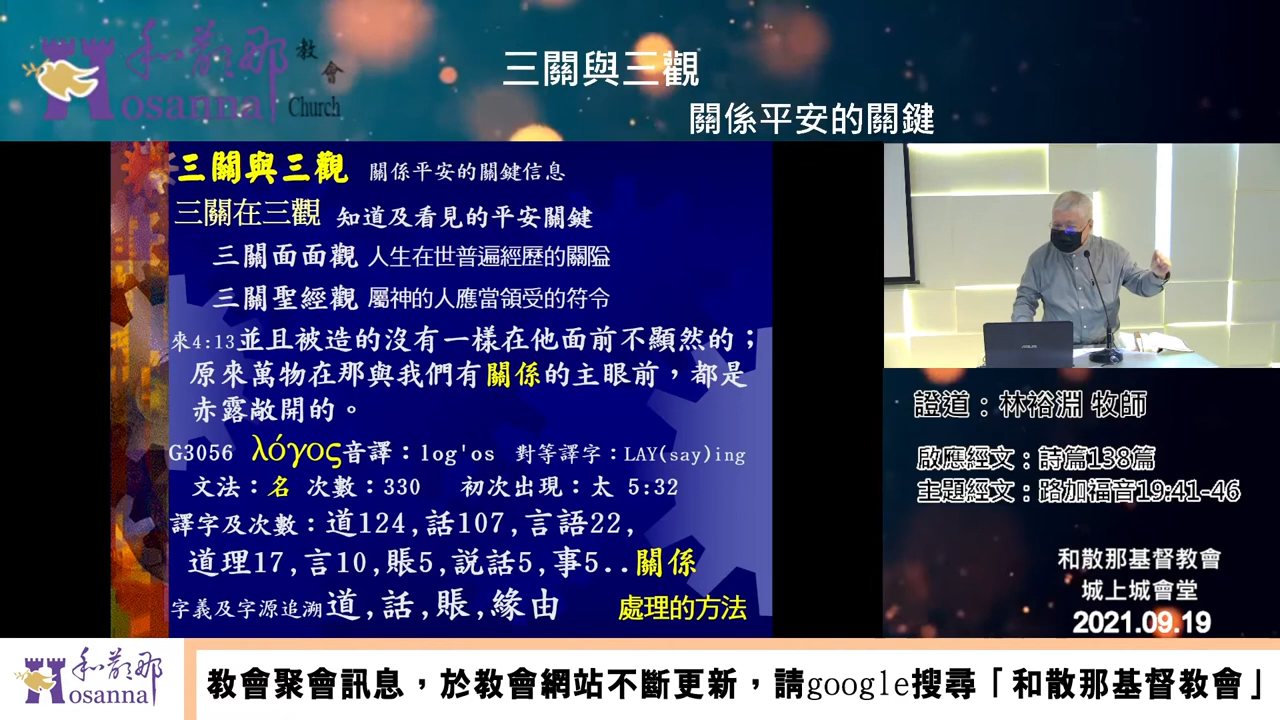 和散那教會
Hosanna Church
三關與三觀
關係平安的關鍵
三關與三觀 關係平安的關鍵信息
三關在三觀 知道及看見的平安關鍵
三關面面觀 人生在世普遍經歷的關隘
三關聖經觀 屬神的人應當領受的符令
來4:13並且被造的沒有一樣在他面前不顯然的；
原來萬物在那與我們有關係的主眼前，都是
赤露敞開的。
G3056 λόγος音譯：log'os 對等譯字：LAY(say)ing
文法：名 次數：330 初次出現：太 5:32
譯字及次數：道124,話107,言語22,
道理17,言10,賬5,説話5,事5..關係
字義及字源追溯道,話,賬,緣由 處理的方法
ASUS
證道：林裕淵 牧師
啟應經文：詩篇138篇
主題經文：路加福音19:41-46
和散那基督教會
城上城會堂
2021.09.19
和散那
Hosanna
教會聚會訊息，於教會網站不斷更新，請google搜尋「和散那基督教會」